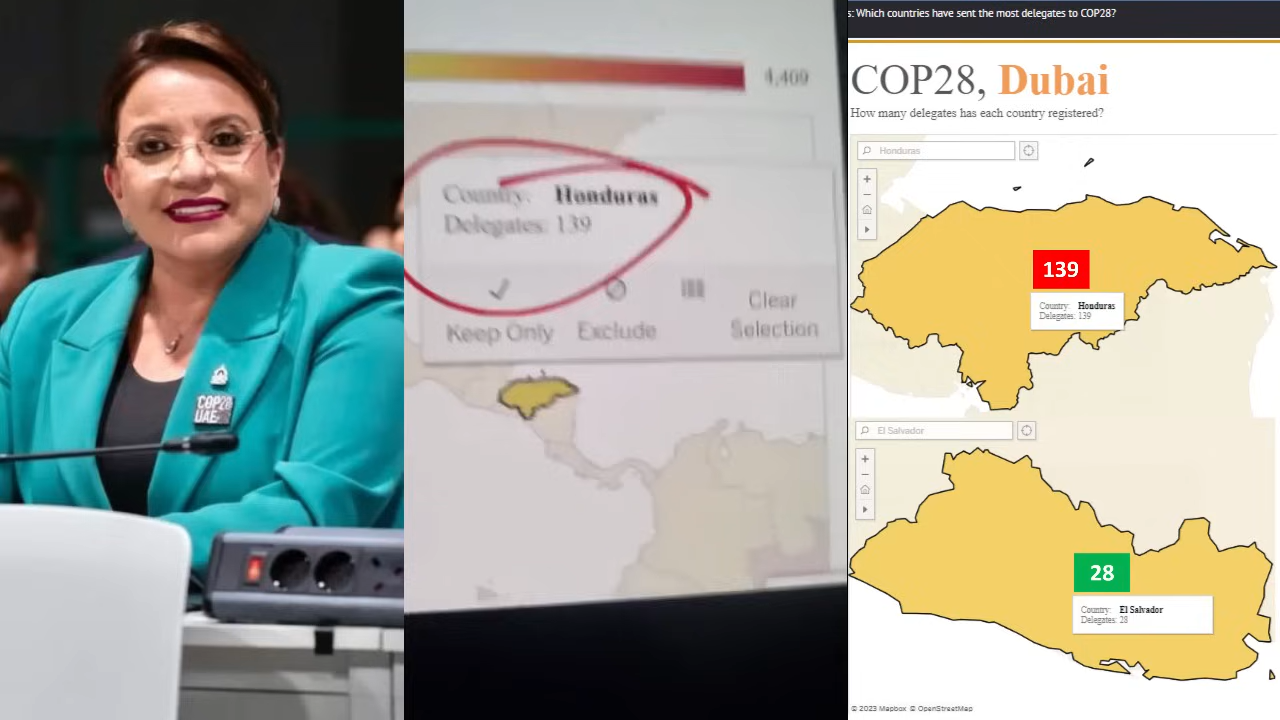 COP28
UAE
4,409
Country: Honduras
Delegates: 139
Keep Only
Exclude
Clear
Selection
s: Which countries have sent the most delegates to COP28?
COP28, Dubai
How many delegates has each country registered?
Honduras
139
Country: Honduras
Delegates: 139
El Salvador
28
Country: El Salvador
Delegates: 28
© 2023 Mapbox © OpenStreetMap